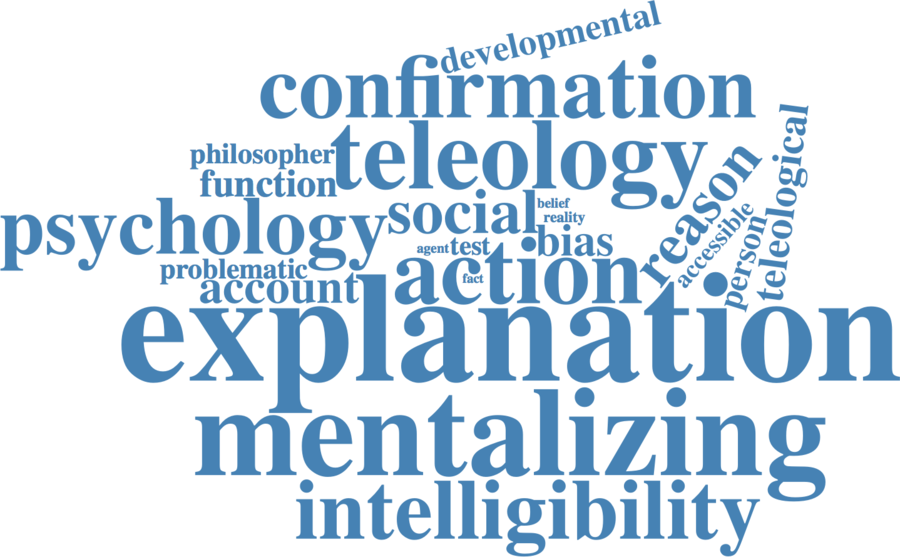 developmental
confirmation
teleology
philosopher
function
psychology
social
belief
reality
bias
agent
test
reason
accessible
person
teleological
problematic
account
action
fact
explanation
mentalizing
intelligibility